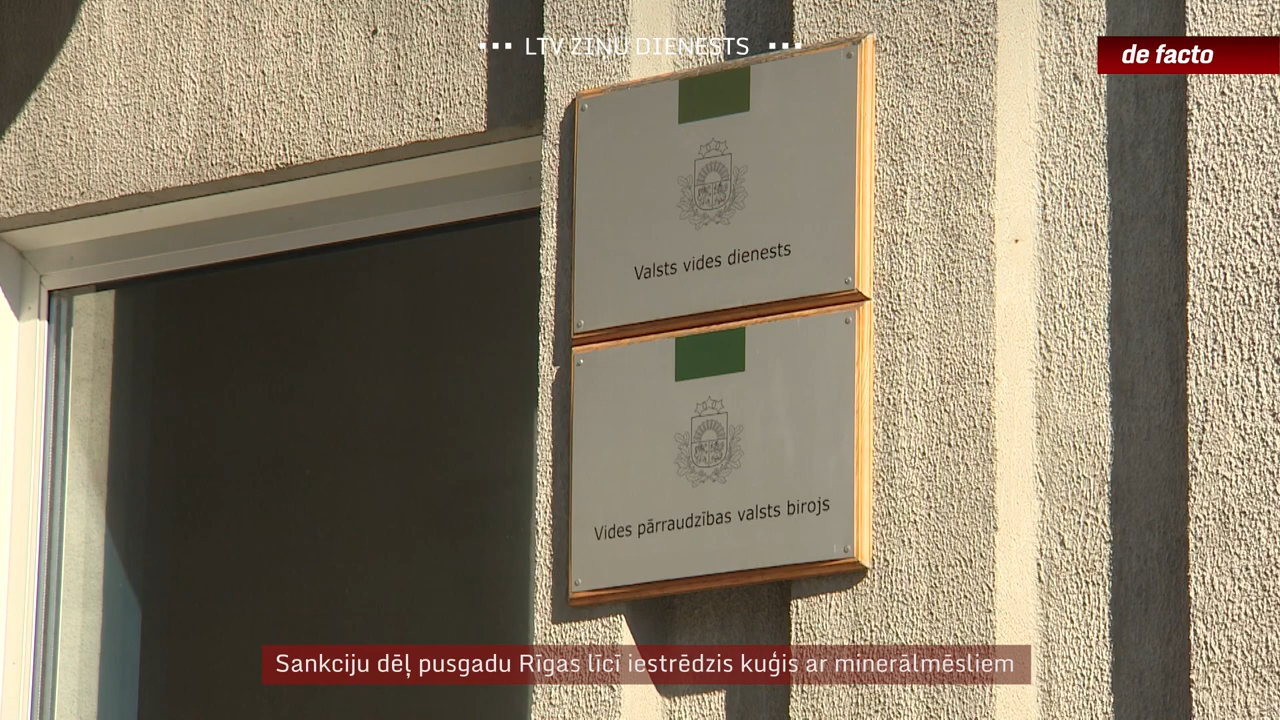 LTV ZIŅU DIENESTS
de facto
Valsts vides dienests
Vides pārraudzības valsts birojs
Sankciju dēļ pusgadu Rīgas līcī iestrēdzis kuģis ar minerālmēsliem